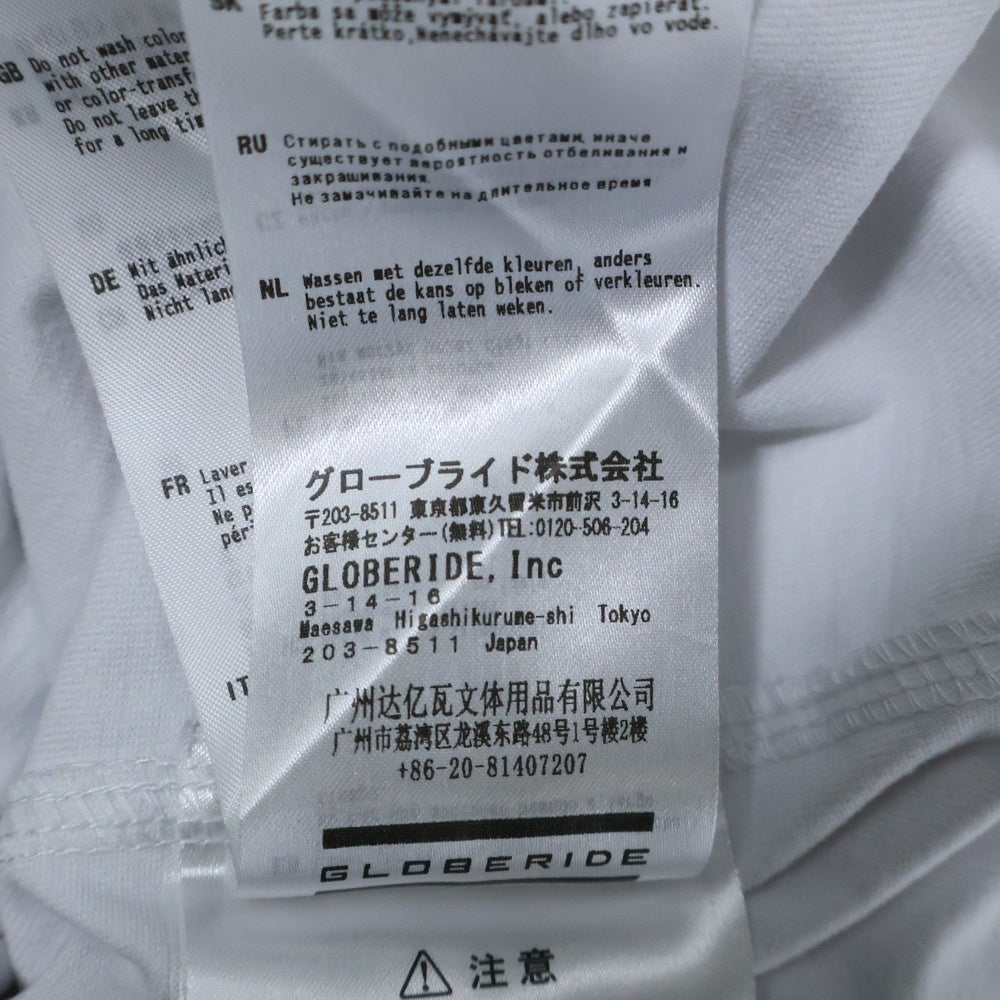 GB Do not wash color
with other mater
or color-transf
Do not leave th
for a long tim
DE Mit ähnlic
Das Materi
Nicht lang
FR Laver
Il es
Ne p
pér
IT
SK
Farba sa môže vymývať, alebo zapierať.
Perte krátko,Nenechávajte dlho vo vode.
RU Стирать с подобными цветами, иначе
существует вероятность отбеливания и
закрашивания.
Не замачивайте на длительное время
NL Wassen met dezelfde kleuren, anders
bestaat de kans op bleken of verkleuren.
Niet te lang laten weken.
グローブライド株式会社
〒203-8511 東京都東久留米市前沢 3-14-16
お客様センター(無料)TEL:0120-506-204
GLOBERIDE, Inc
3-14-16
Maesawa Higashikurume-shi Tokyo
203-8511 Japan
广州达亿瓦文体用品有限公司
广州市荔湾区龙溪东路48号1号楼2楼
+86-20-81407207
GLOBERIDE
注意